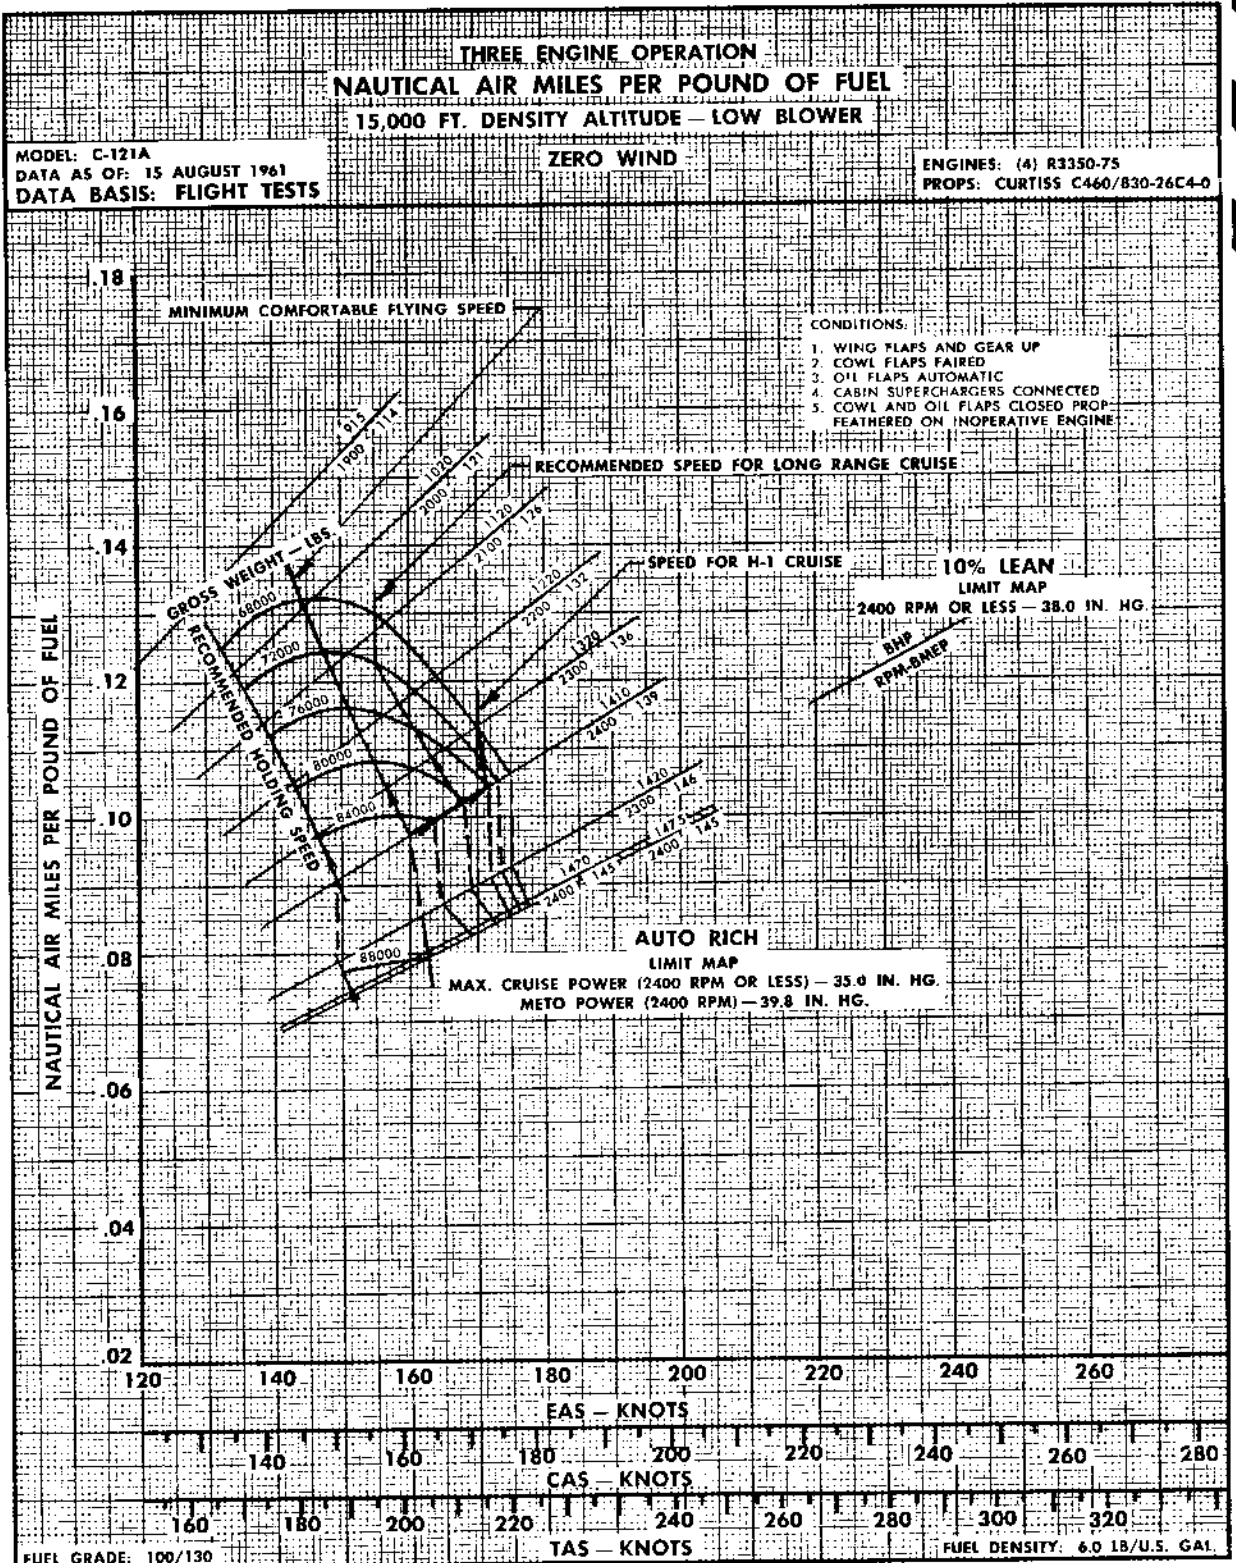 THREE ENGINE OPERATION
NAUTICAL AIR MILES PER POUND OF FUEL
15,000 FT. DENSITY ALTITUDE — LOW BLOWER
ZERO WIND
MODEL: C-121A
DATA AS OF: 15 AUGUST 1961
DATA BASIS: FLIGHT TESTS
ENGINES: (4) R3350-75
PROPS: CURTISS C460/830-26C4-0
.18
MINIMUM COMFORTABLE FLYING SPEED
CONDITIONS:
1. WING FLAPS AND GEAR UP
2. COWL FLAPS FAIRED
3. OIL FLAPS AUTOMATIC
4. CABIN SUPERCHARGERS CONNECTED
5. COWL AND OIL FLAPS CLOSED PROP
FEATHERED ON INOPERATIVE ENGINE
.16
915
1900 - 114
1020
2000 - 121
RECOMMENDED SPEED FOR LONG RANGE CRUISE
1120
2100 - 126
.14
GROSS WEIGHT — LBS
SPEED FOR H-1 CRUISE
1220
2200 - 132
10% LEAN
LIMIT MAP
2400 RPM OR LESS — 38.0 IN. HG.
BHP
RPM-BMEP
68000
RECOMMENDED HOLDING SPEED
1320
2300 - 136
72000
.12
1410
2400 - 139
76000
80000
1420
2300 - 146
84000
.10
1475
2400 - 145
1470
2400 - 145
NAUTICAL AIR MILES PER POUND OF FUEL
88000
.08
AUTO RICH
LIMIT MAP
MAX. CRUISE POWER (2400 RPM OR LESS) — 35.0 IN. HG.
METO POWER (2400 RPM) — 39.8 IN. HG.
.06
.04
.02
120 140 160 180 200 220 240 260
EAS — KNOTS
140 160 180 200 220 240 260 280
CAS — KNOTS
160 180 200 220 240 260 280 300 320
TAS — KNOTS
FUEL GRADE: 100/130
FUEL DENSITY: 6.0 LB/U.S. GAL.